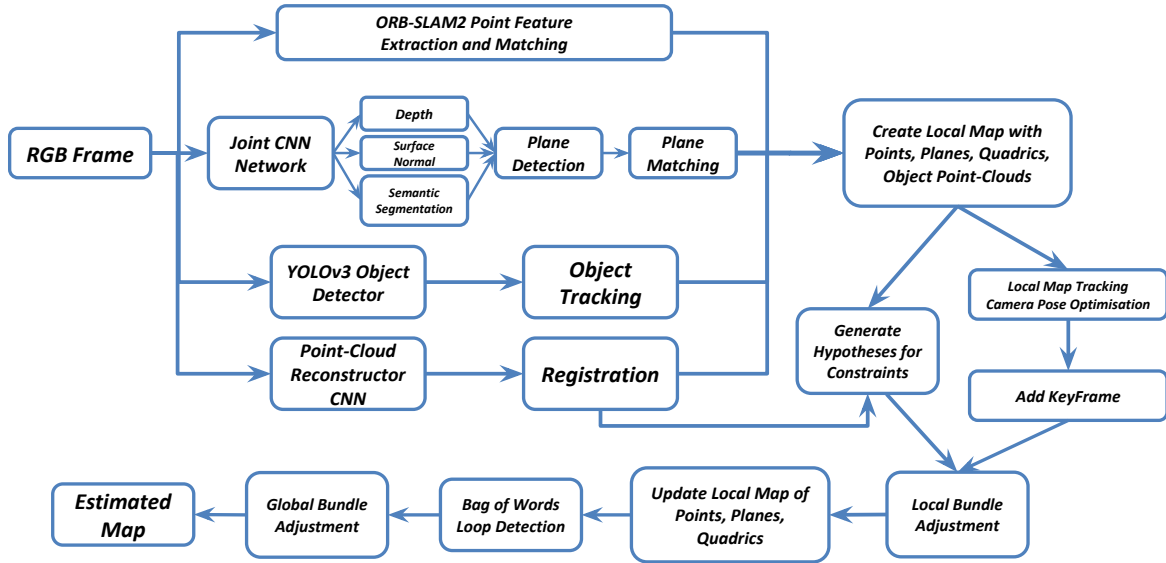 ORB-SLAM2 Point Feature
Extraction and Matching
RGB Frame
Joint CNN
Network
Depth
Surface
Normal
Semantic
Segmentation
Plane
Detection
Plane
Matching
Create Local Map with
Points, Planes, Quadrics,
Object Point-Clouds
YOLOv3 Object
Detector
Object
Tracking
Local Map Tracking
Camera Pose Optimisation
Generate
Hypotheses for
Constraints
Point-Cloud
Reconstructor
CNN
Registration
Add KeyFrame
Estimated
Map
Global Bundle
Adjustment
Bag of Words
Loop Detection
Update Local Map of
Points, Planes,
Quadrics
Local Bundle
Adjustment